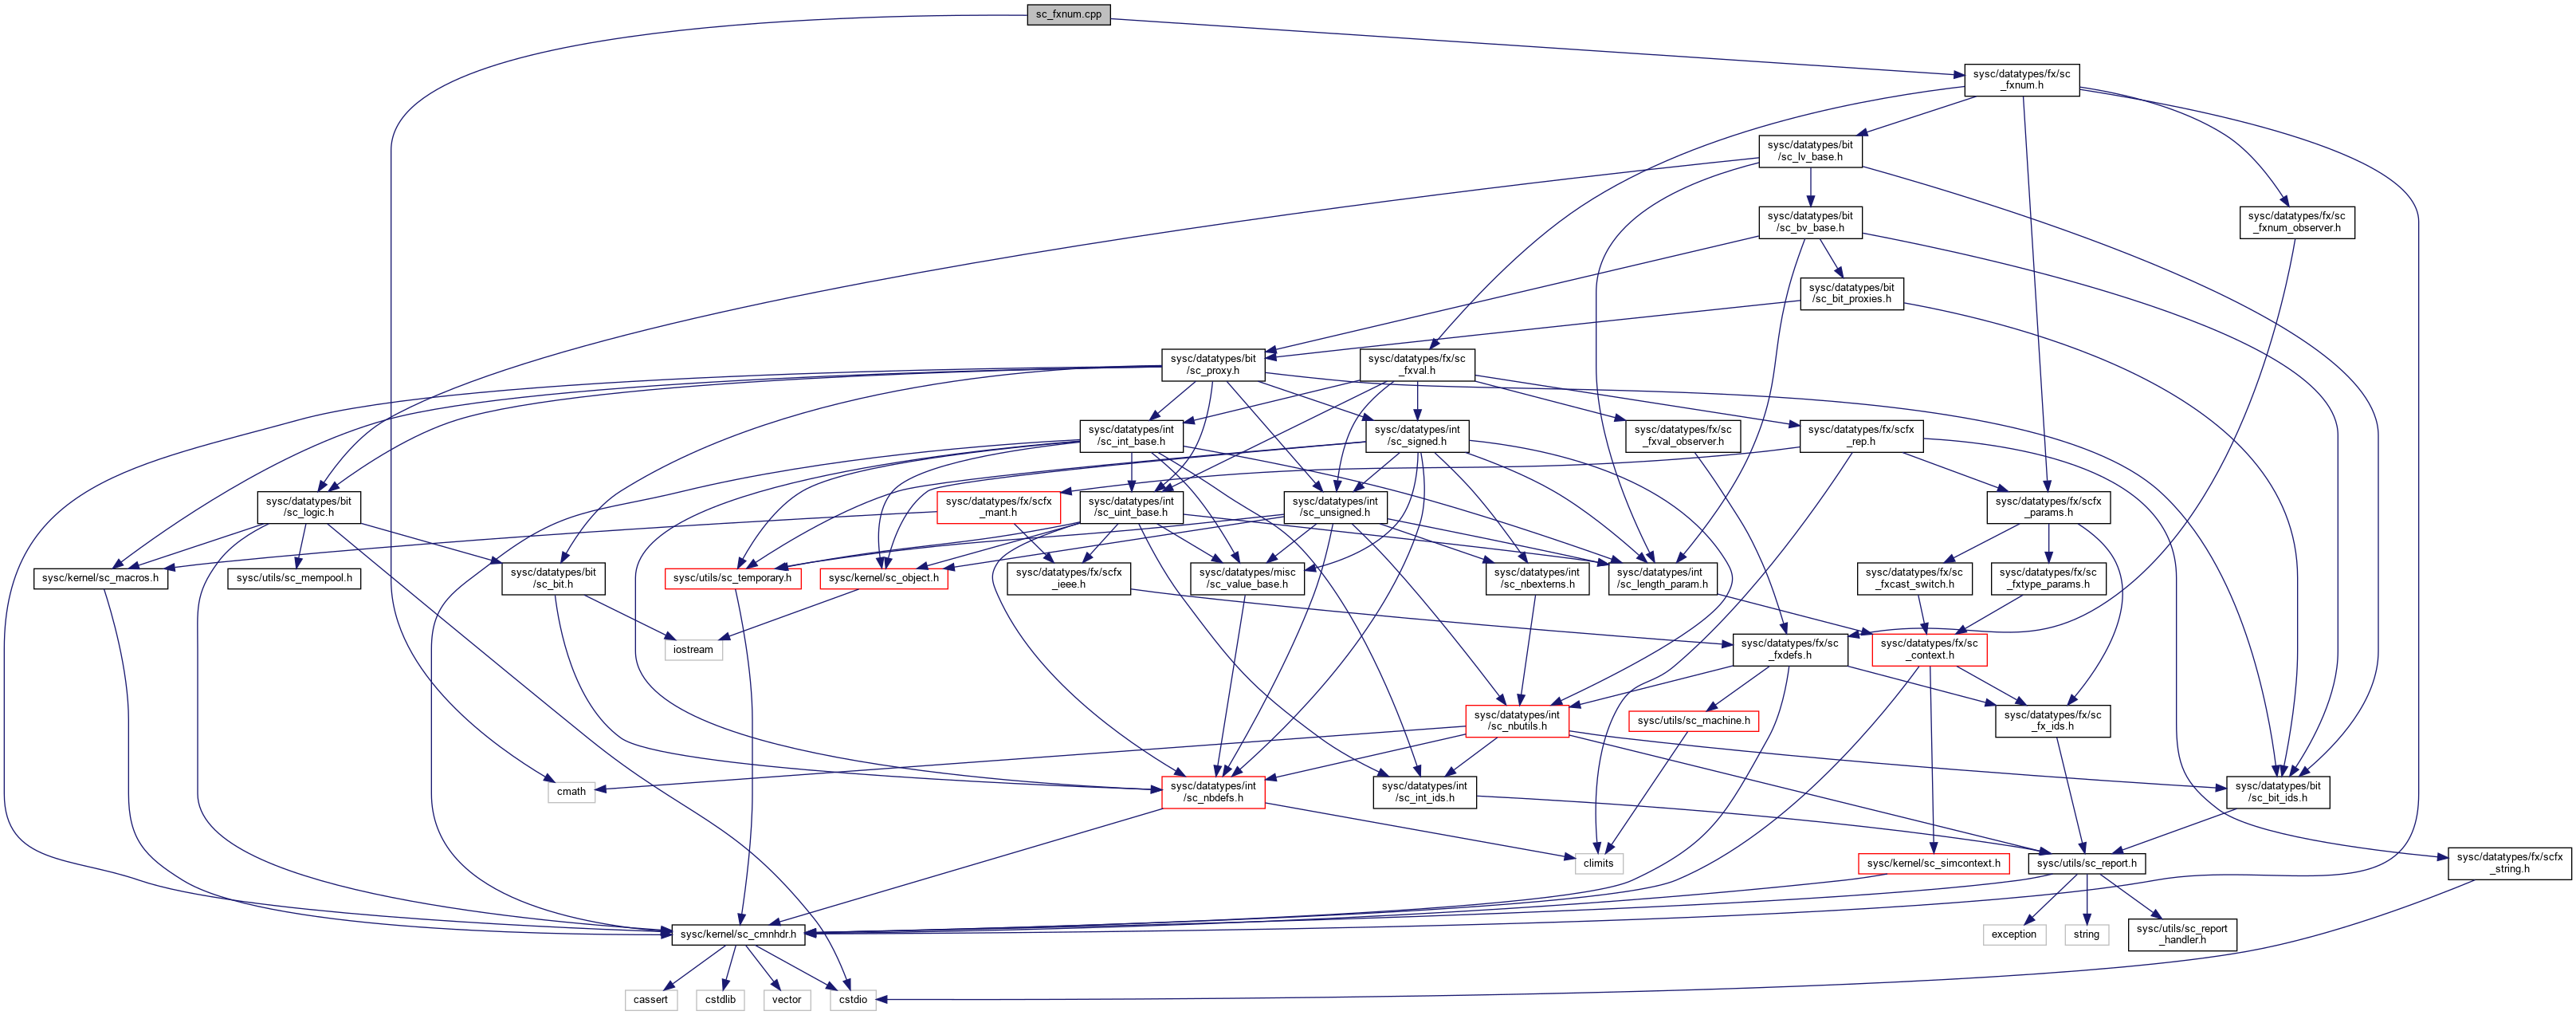 sc_fxnum.cpp
sysc/datatypes/fx/sc
_fxnum.h
sysc/datatypes/bit
/sc_lv_base.h
sysc/datatypes/bit
/sc_bv_base.h
sysc/datatypes/fx/sc
_fxnum_observer.h
sysc/datatypes/bit
/sc_bit_proxies.h
sysc/datatypes/bit
/sc_proxy.h
sysc/datatypes/fx/sc
_fxval.h
sysc/datatypes/int
/sc_int_base.h
sysc/datatypes/int
/sc_signed.h
sysc/datatypes/fx/sc
_fxval_observer.h
sysc/datatypes/fx/scfx
_rep.h
sysc/datatypes/bit
/sc_logic.h
sysc/datatypes/fx/scfx
_mant.h
sysc/datatypes/int
/sc_uint_base.h
sysc/datatypes/int
/sc_unsigned.h
sysc/datatypes/fx/scfx
_params.h
sysc/kernel/sc_macros.h
sysc/utils/sc_mempool.h
sysc/datatypes/bit
/sc_bit.h
sysc/utils/sc_temporary.h
sysc/kernel/sc_object.h
sysc/datatypes/fx/scfx
_ieee.h
sysc/datatypes/misc
/sc_value_base.h
sysc/datatypes/int
/sc_nbexterns.h
sysc/datatypes/int
/sc_length_param.h
sysc/datatypes/fx/sc
_fxcast_switch.h
sysc/datatypes/fx/sc
_fxtype_params.h
iostream
sysc/datatypes/fx/sc
_fxdefs.h
sysc/datatypes/fx/sc
_context.h
sysc/datatypes/int
/sc_nbutils.h
sysc/utils/sc_machine.h
sysc/datatypes/fx/sc
_fx_ids.h
cmath
sysc/datatypes/int
/sc_nbdefs.h
sysc/datatypes/int
/sc_int_ids.h
sysc/datatypes/bit
/sc_bit_ids.h
climits
sysc/kernel/sc_simcontext.h
sysc/utils/sc_report.h
sysc/datatypes/fx/scfx
_string.h
sysc/kernel/sc_cmnhdr.h
exception
string
sysc/utils/sc_report
_handler.h
cassert
cstdlib
vector
cstdio